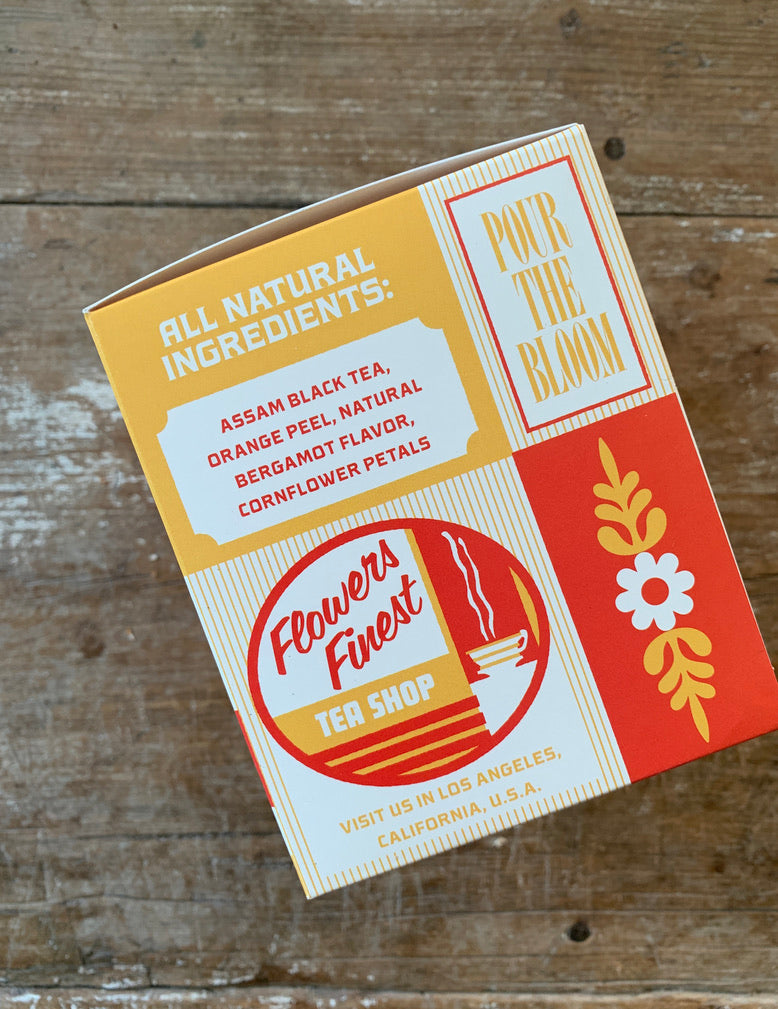 ALL NATURAL
INGREDIENTS:
ASSAM BLACK TEA,
ORANGE PEEL, NATURAL
BERGAMOT FLAVOR,
CORNFLOWER PETALS
POUR
THE
BLOOM
Flowers
Finest
TEA SHOP
VISIT US IN LOS ANGELES,
CALIFORNIA, U.S.A.